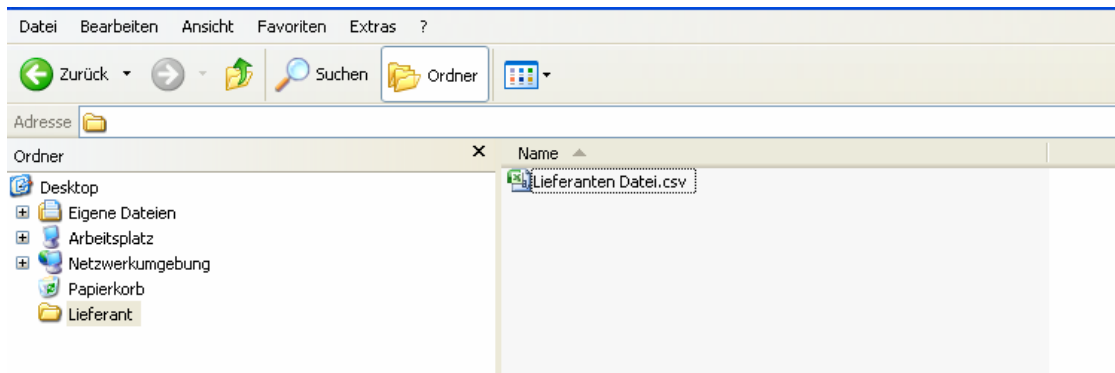 Datei Bearbeiten Ansicht Favoriten Extras ?
Zurück Suchen Ordner
Adresse
Ordner
Name
Desktop
Eigene Dateien
Arbeitsplatz
Netzwerkumgebung
Papierkorb
Lieferant
Lieferanten Datei.csv